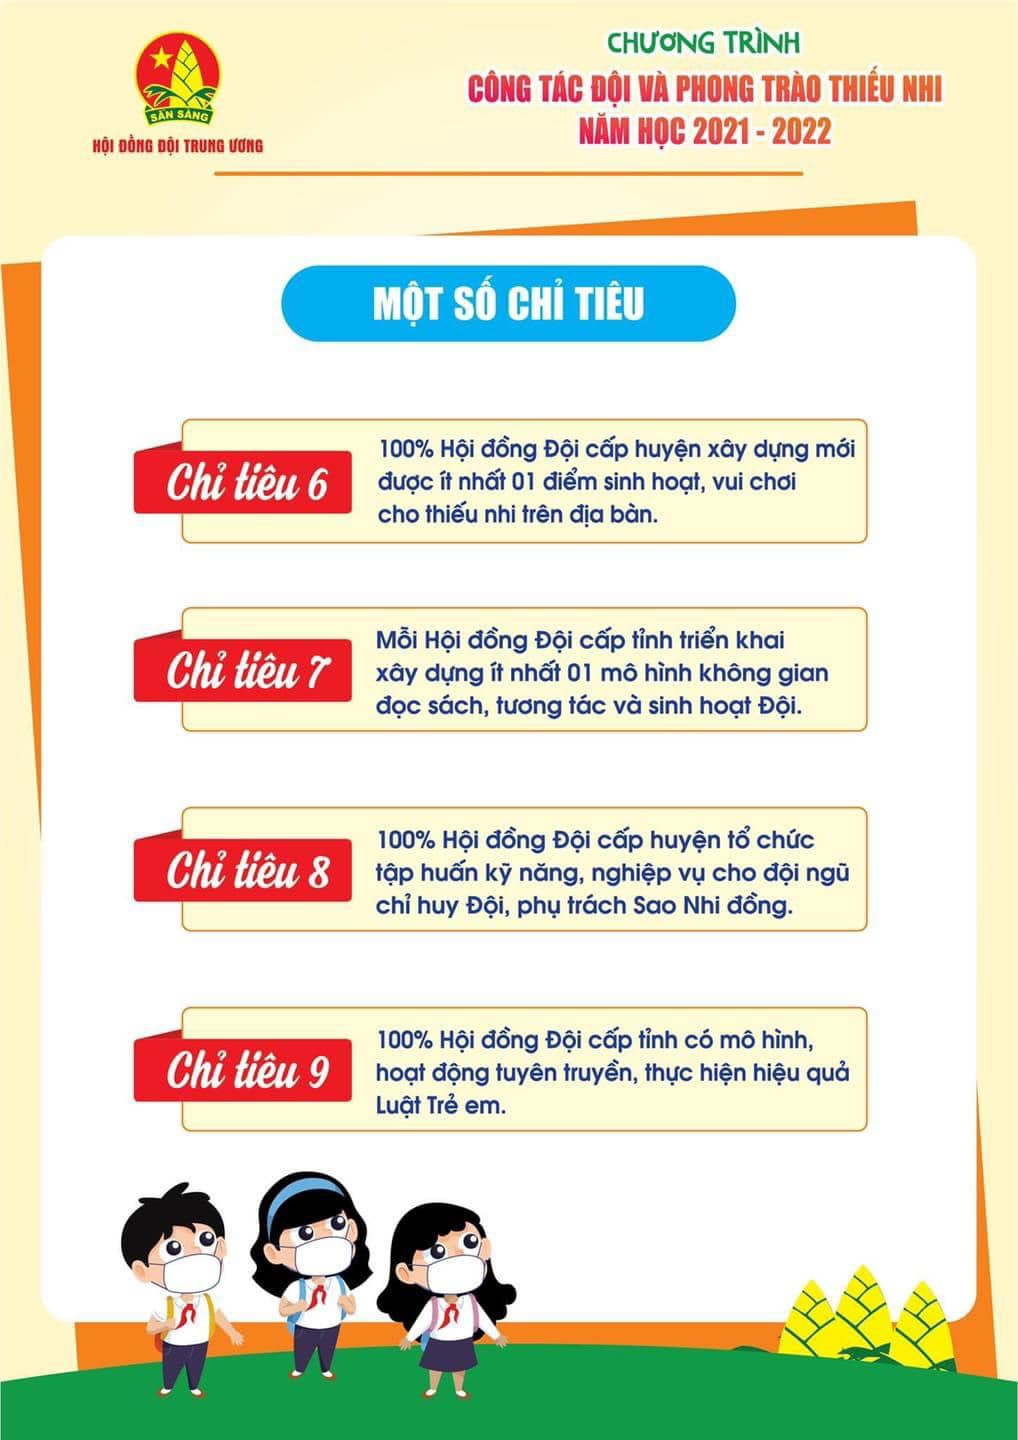 SẴN SÀNG
HỘI ĐỒNG ĐỘI TRUNG ƯƠNG
CHƯƠNG TRÌNH
CÔNG TÁC ĐỘI VÀ PHONG TRÀO THIẾU NHI
NĂM HỌC 2021 - 2022
MỘT SỐ CHỈ TIÊU
Chỉ tiêu 6
100% Hội đồng Đội cấp huyện xây dựng mới
được ít nhất 01 điểm sinh hoạt, vui chơi
cho thiếu nhi trên địa bàn.
Chỉ tiêu 7
Mỗi Hội đồng Đội cấp tỉnh triển khai
xây dựng ít nhất 01 mô hình không gian
đọc sách, tương tác và sinh hoạt Đội.
Chỉ tiêu 8
100% Hội đồng Đội cấp huyện tổ chức
tập huấn kỹ năng, nghiệp vụ cho đội ngũ
chỉ huy Đội, phụ trách Sao Nhi đồng.
Chỉ tiêu 9
100% Hội đồng Đội cấp tỉnh có mô hình,
hoạt động tuyên truyền, thực hiện hiệu quả
Luật Trẻ em.